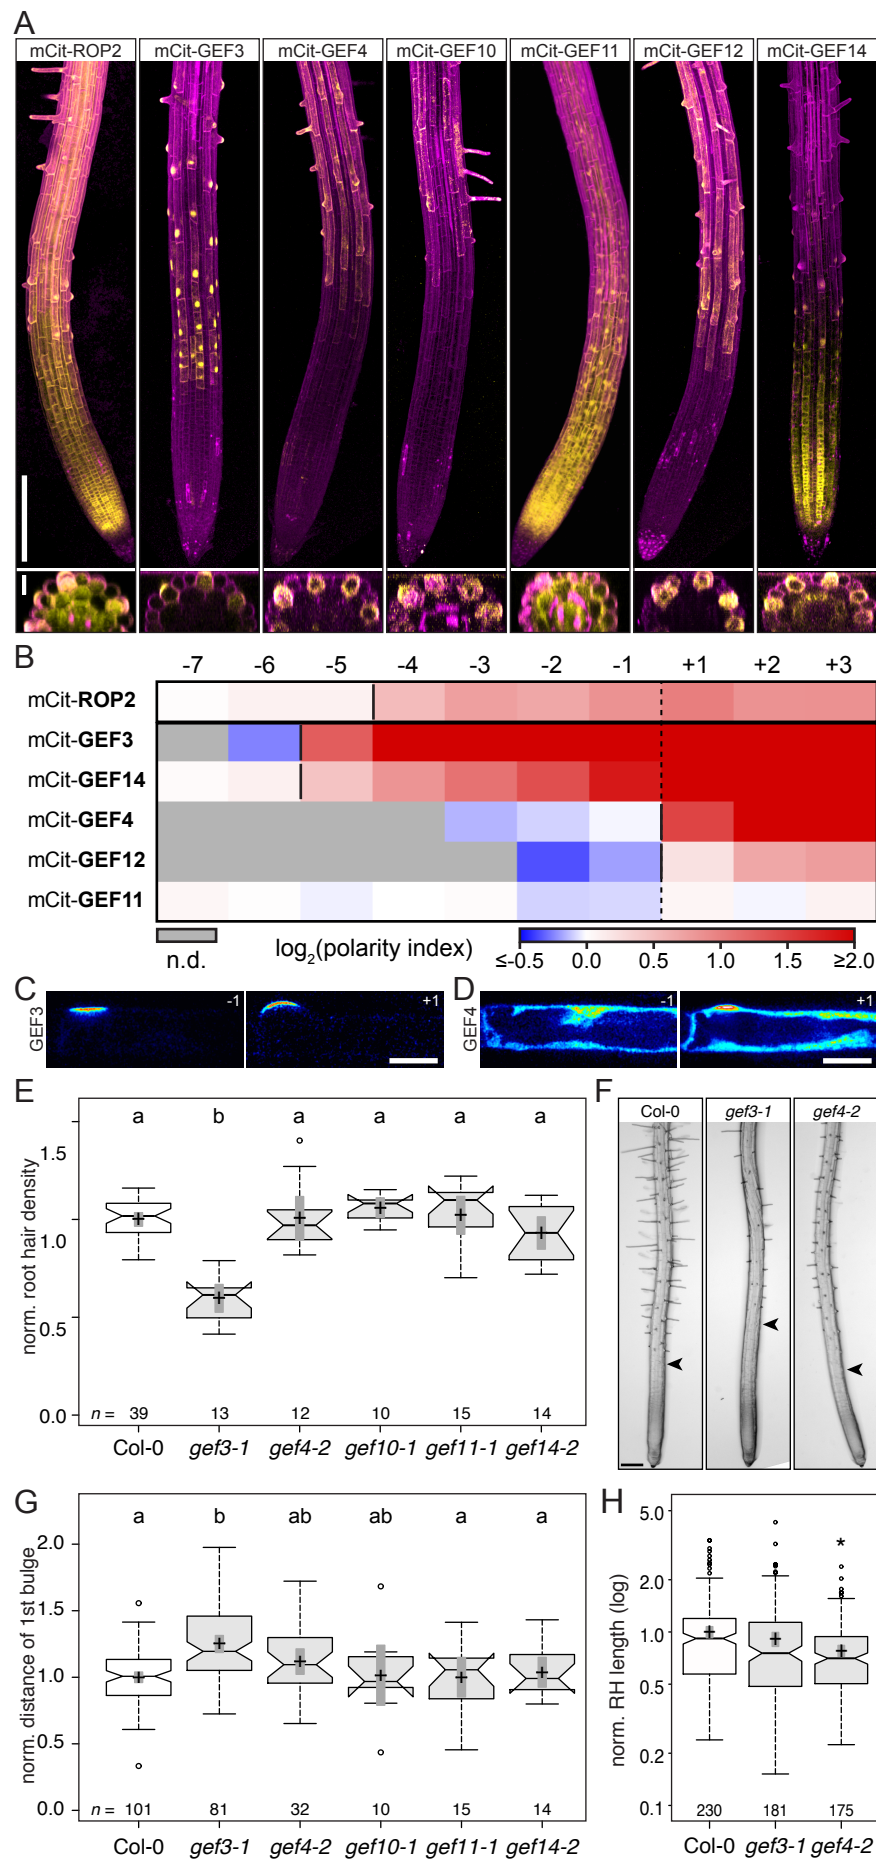 A
mCit-ROP2 mCit-GEF3 mCit-GEF4 mCit-GEF10 mCit-GEF11 mCit-GEF12 mCit-GEF14
B
-7 -6 -5 -4 -3 -2 -1 +1 +2 +3
mCit-ROP2
mCit-GEF3
mCit-GEF14
mCit-GEF4
mCit-GEF12
mCit-GEF11
n.d.
log2(polarity index)
≤-0.5 0.0 0.5 1.0 1.5 ≥2.0
C
GEF3
-1
+1
D
GEF4
-1
+1
E
norm. root hair density
1.5
1.0
0.5
0.0
a b a a a a
n = 39 13 12 10 15 14
Col-0 gef3-1 gef4-2 gef10-1 gef11-1 gef14-2
F
Col-0 gef3-1 gef4-2
G
norm. distance of 1st bulge
2.0
1.5
1.0
0.5
0.0
a b ab ab a a
n = 101 81 32 10 15 14
Col-0 gef3-1 gef4-2 gef10-1 gef11-1 gef14-2
H
norm. RH length (log)
5.0
2.0
1.0
0.5
0.2
0.1
*
230 181 175
Col-0 gef3-1 gef4-2